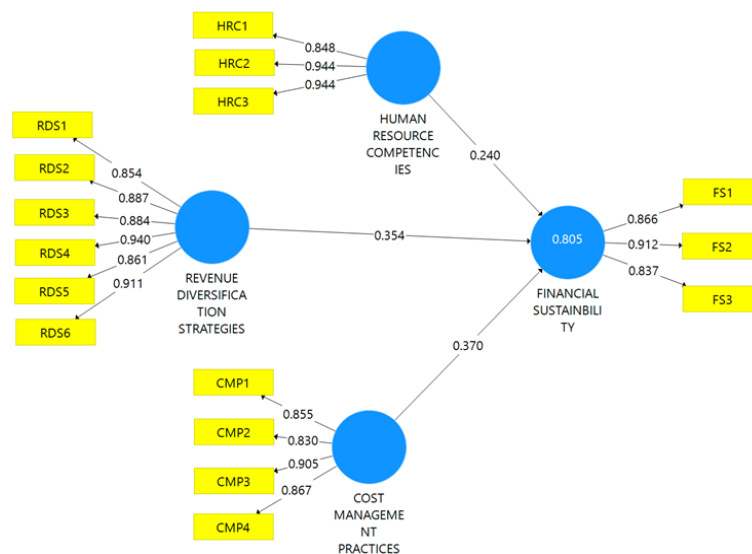 HRC1
0.848
HRC2
0.944
HRC3
0.944
HUMAN
RESOURCE
COMPETENC
IES
0.240
RDS1
0.854
RDS2
0.887
RDS3
0.884
RDS4
0.940
RDS5
0.861
RDS6
0.911
REVENUE
DIVERSIFICA
TION
STRATEGIES
0.354
0.805
FINANCIAL
SUSTAINBILI
TY
FS1
0.866
FS2
0.912
FS3
0.837
0.370
CMP1
0.855
CMP2
0.830
CMP3
0.905
CMP4
0.867
COST
MANAGEME
NT
PRACTICES